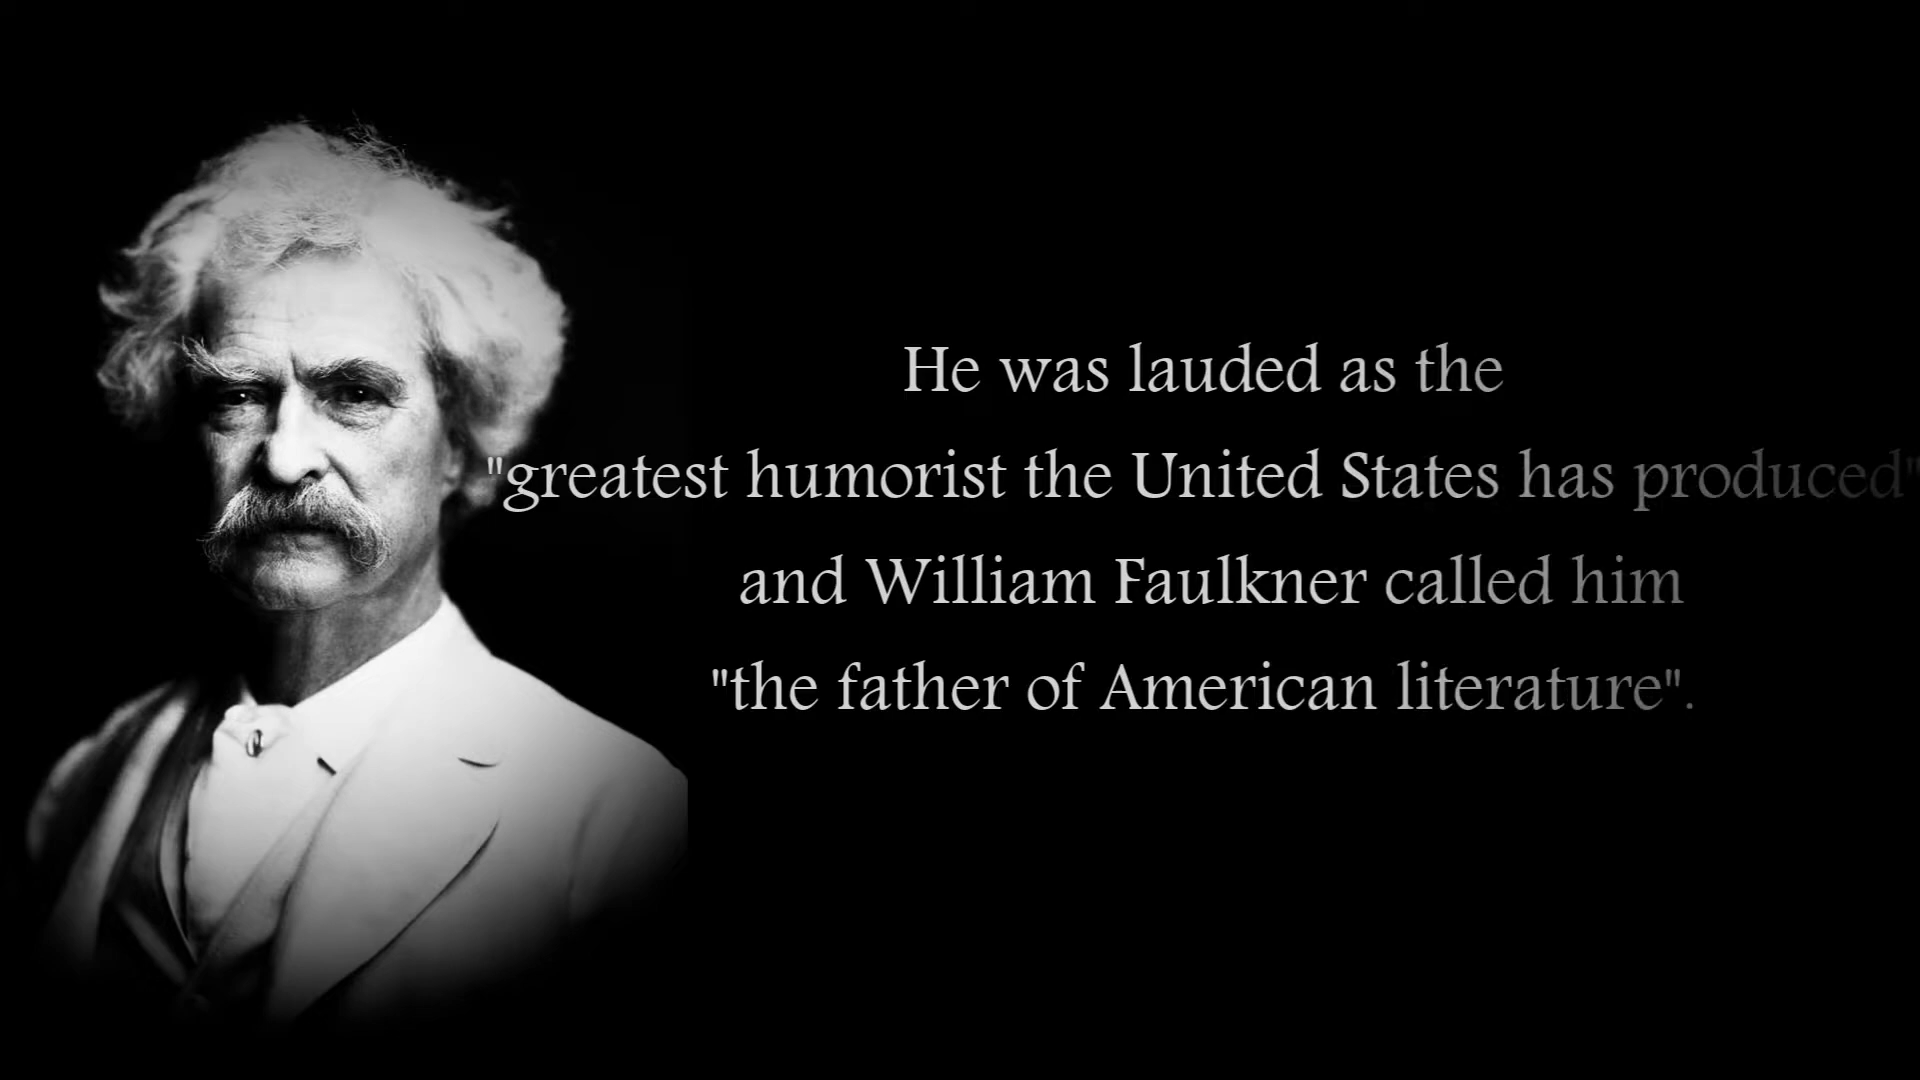 He was lauded as the
"greatest humorist the United States has produced"
and William Faulkner called him
"the father of American literature".